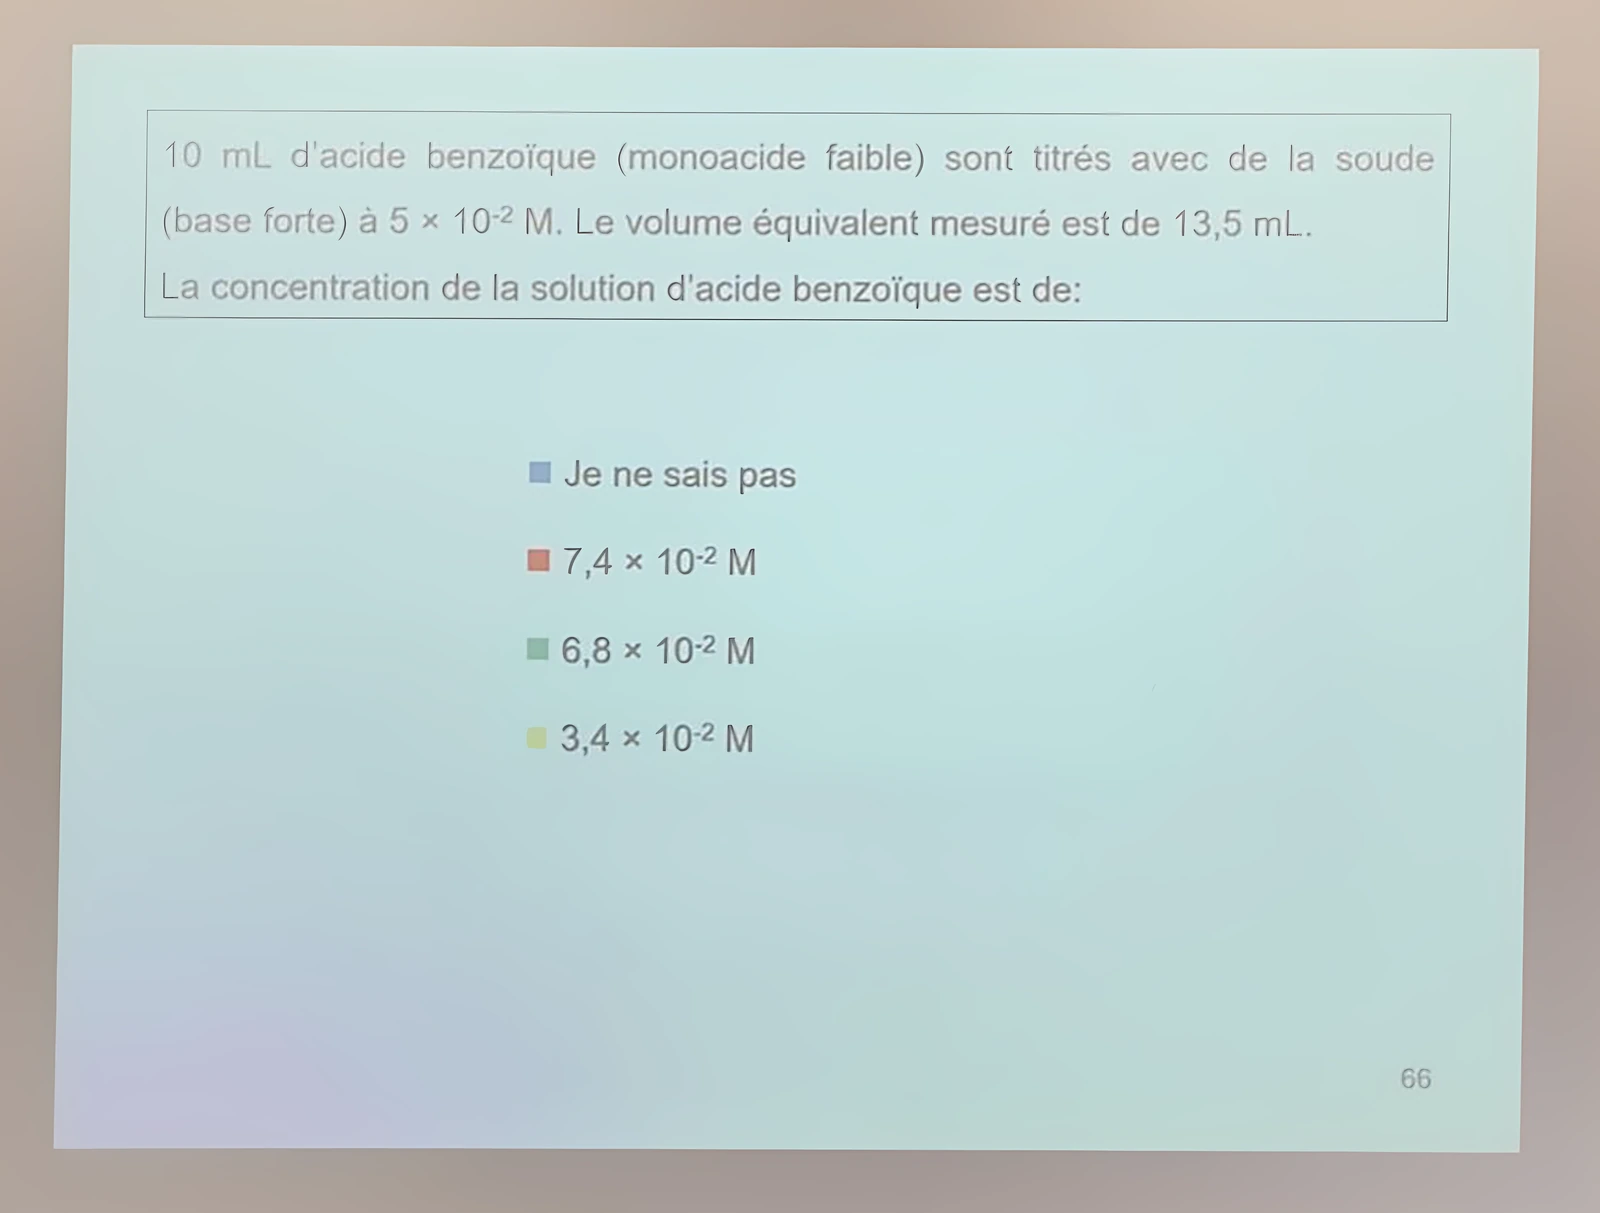 10 mL d'acide benzoïque (monoacide faible) sont titrés avec de la soude
(base forte) à 5 × 10⁻² M. Le volume équivalent mesuré est de 13,5 mL.
La concentration de la solution d'acide benzoïque est de:
Je ne sais pas
7,4 × 10⁻² M
6,8 × 10⁻² M
3,4 × 10⁻² M
66